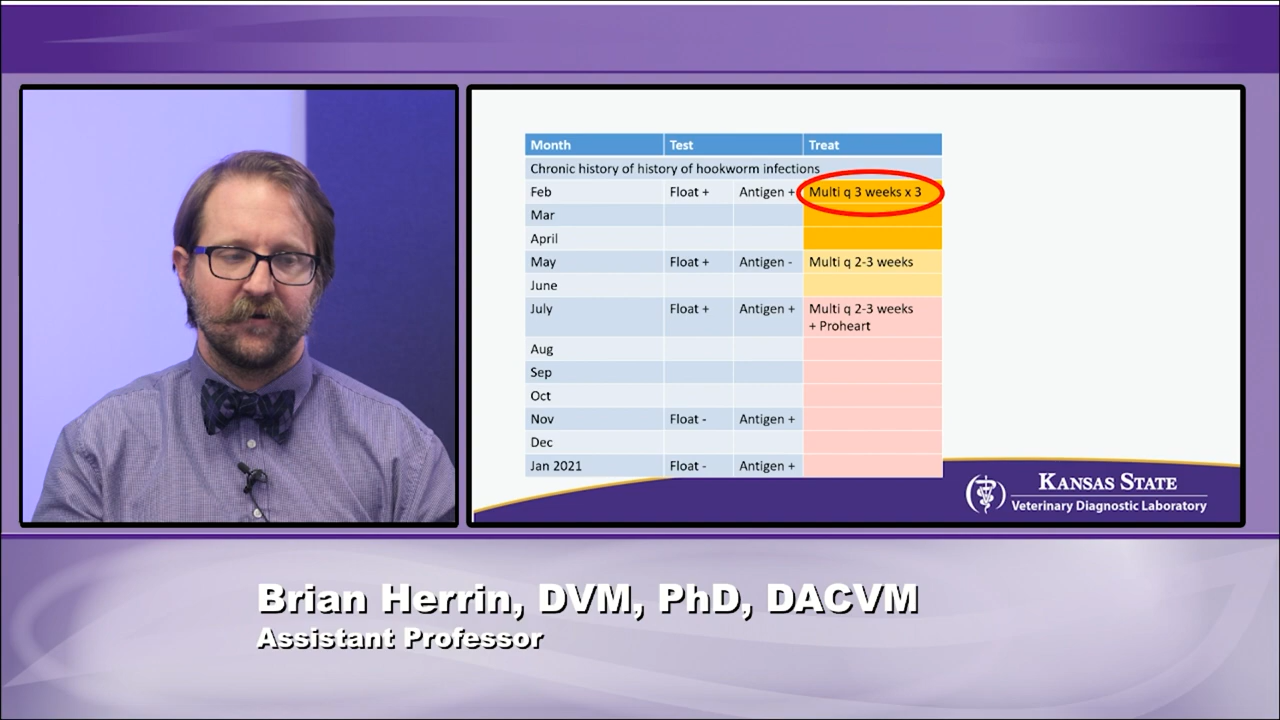 Month Test Treat
Chronic history of history of hookworm infections
Feb Float + Antigen + Multi q 3 weeks x 3
Mar
April
May Float + Antigen - Multi q 2-3 weeks
June
July Float + Antigen + Multi q 2-3 weeks
+ Proheart
Aug
Sep
Oct
Nov Float - Antigen +
Dec
Jan 2021 Float - Antigen +
KANSAS STATE
Veterinary Diagnostic Laboratory
Brian Herrin, DVM, PhD, DACVM
Assistant Professor